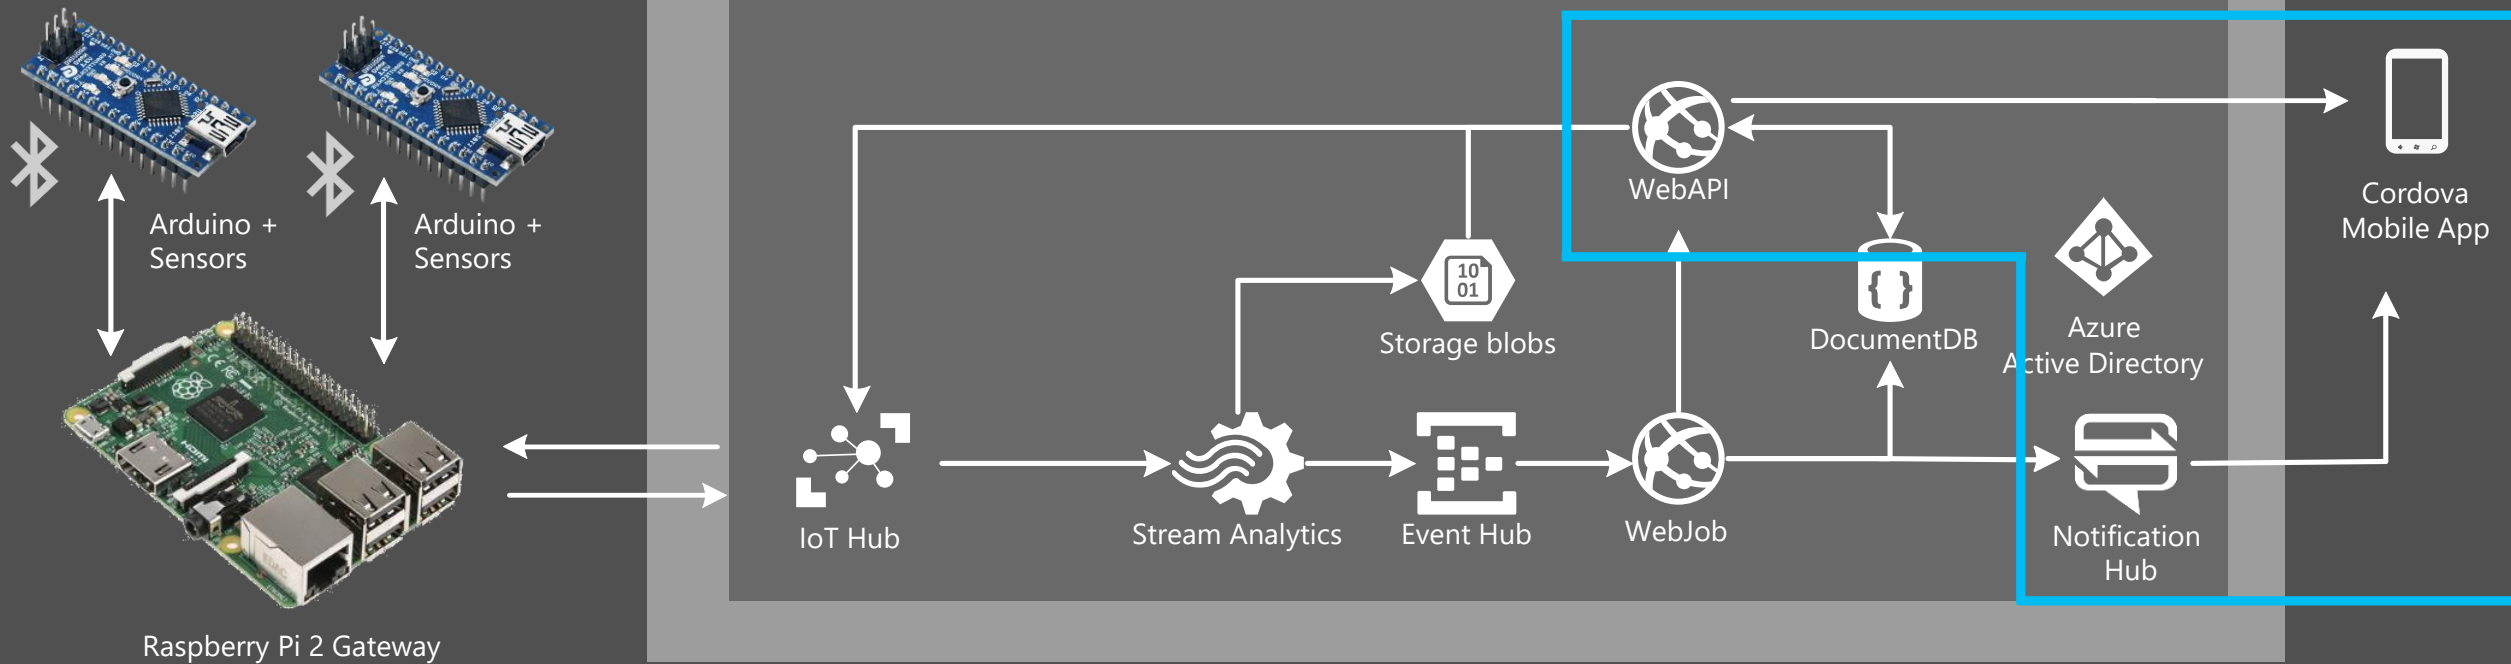 WebAPI
Cordova
Mobile App
Arduino +
Sensors
Arduino +
Sensors
10
01
Storage blobs
{ }
DocumentDB
Azure
Active Directory
IoT Hub
Stream Analytics
Event Hub
WebJob
Notification
Hub
Raspberry Pi 2 Gateway